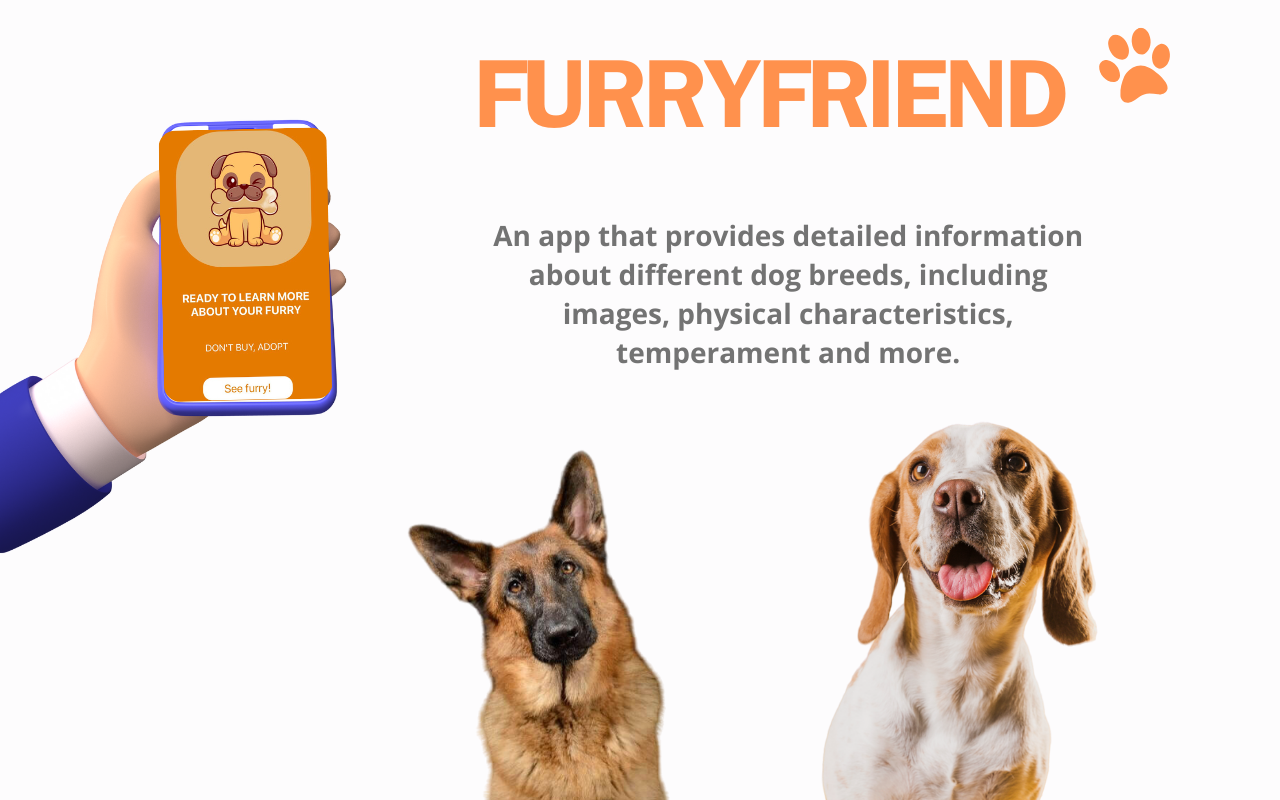 FURRYFRIEND
An app that provides detailed information
about different dog breeds, including
images, physical characteristics,
temperament and more.
READY TO LEARN MORE
ABOUT YOUR FURRY
DON'T BUY, ADOPT
See furry!